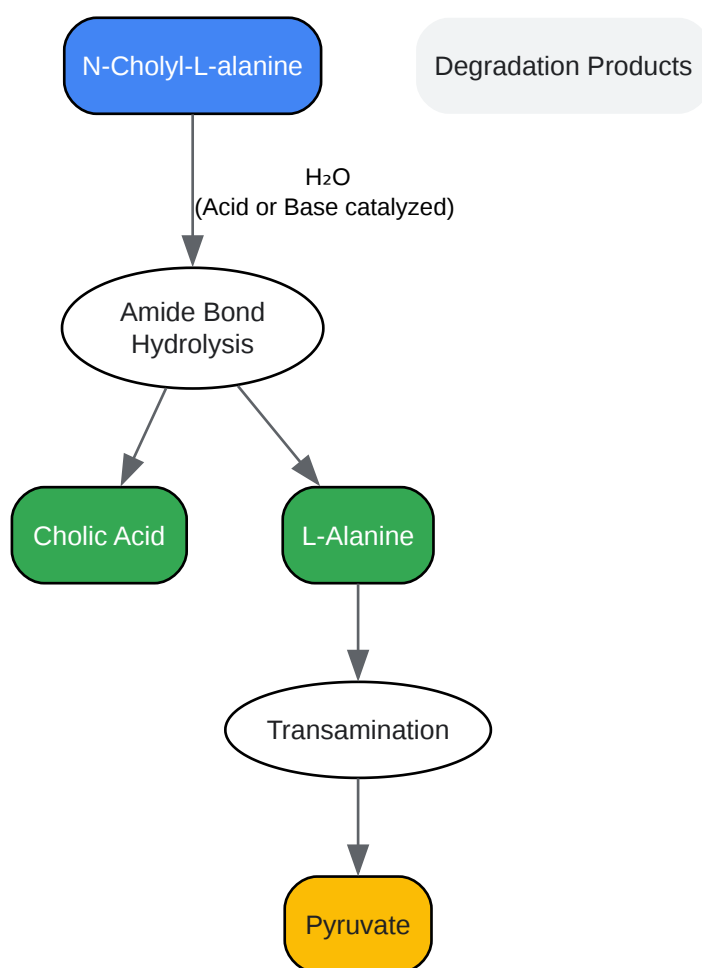 N-Cholyl-L-alanine
Degradation Products
H₂O
(Acid or Base catalyzed)
Amide Bond
Hydrolysis
Cholic Acid
L-Alanine
Transamination
Pyruvate